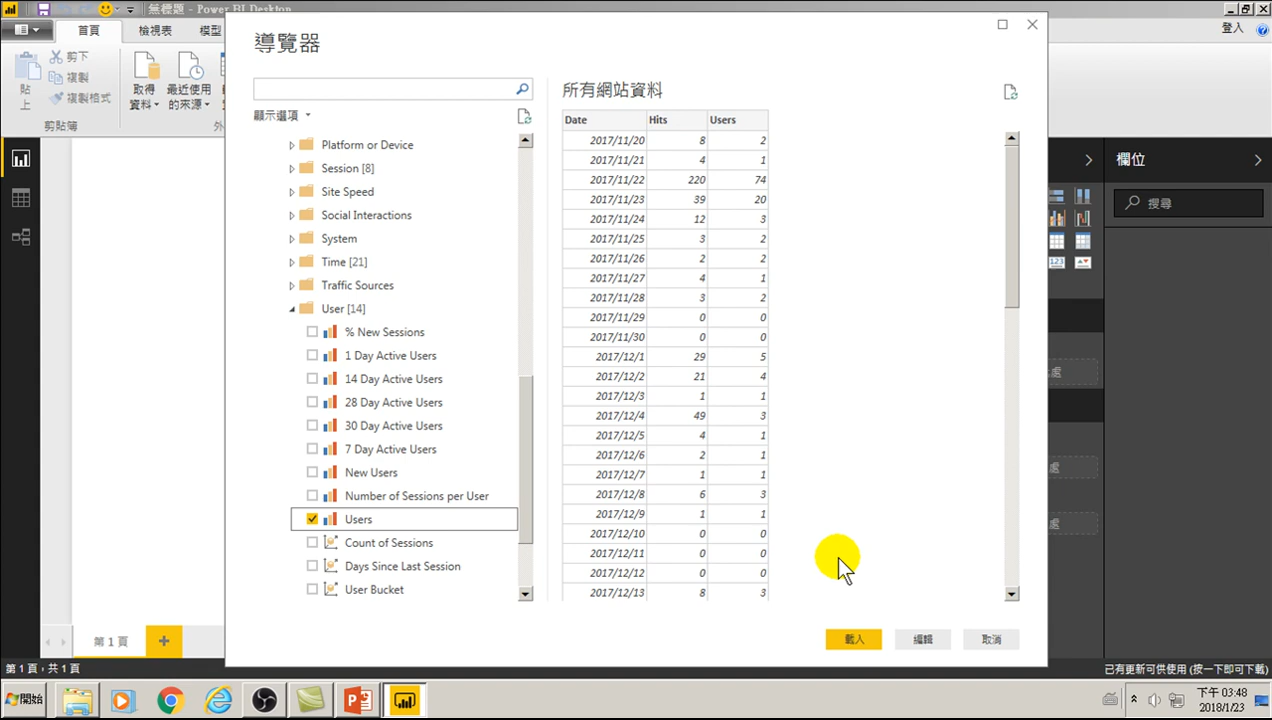 無標題 - Power BI Desktop
登入
首頁
檢視表
模型
剪下
複製
複製格式
貼上
剪貼簿
取得
資料
最近使用
的來源
導覽器
顯示選項
Platform or Device
Session [8]
Site Speed
Social Interactions
System
Time [21]
Traffic Sources
User [14]
% New Sessions
1 Day Active Users
14 Day Active Users
28 Day Active Users
30 Day Active Users
7 Day Active Users
New Users
Number of Sessions per User
Users
Count of Sessions
Days Since Last Session
User Bucket
所有網站資料
Date Hits Users
2017/11/20 8 2
2017/11/21 4 1
2017/11/22 220 74
2017/11/23 39 20
2017/11/24 12 3
2017/11/25 3 2
2017/11/26 2 2
2017/11/27 4 1
2017/11/28 3 2
2017/11/29 0 0
2017/11/30 0 0
2017/12/1 29 5
2017/12/2 21 4
2017/12/3 1 1
2017/12/4 49 3
2017/12/5 4 1
2017/12/6 2 1
2017/12/7 1 1
2017/12/8 6 3
2017/12/9 1 1
2017/12/10 0 0
2017/12/11 0 0
2017/12/12 0 0
2017/12/13 8 3
載入
編輯
取消
欄位
搜尋
123
處
處
處
第 1 頁
第 1 頁，共 1 頁
已有更新可供使用 (按一下即可下載)
開始
下午 03:48
2018/1/23